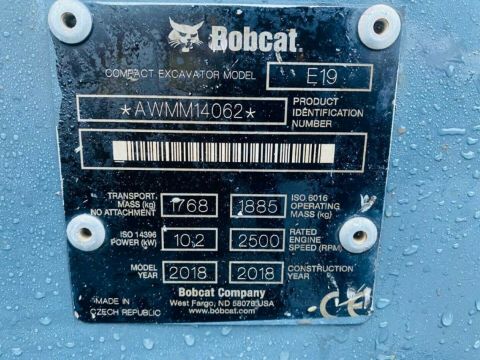 Bobcat
COMPACT EXCAVATOR MODEL E19
*AWMM14062* PRODUCT IDENTIFICATION NUMBER
TRANSPORT MASS (kg) NO ATTACHMENT 1768 1885 ISO 6016 OPERATING MASS (kg)
ISO 14396 POWER (kW) 10,2 2500 RATED ENGINE SPEED (RPM)
MODEL YEAR 2018 2018 CONSTRUCTION YEAR
Bobcat Company
West Fargo, ND 58078 USA
www.bobcat.com
MADE IN
CZECH REPUBLIC
CE